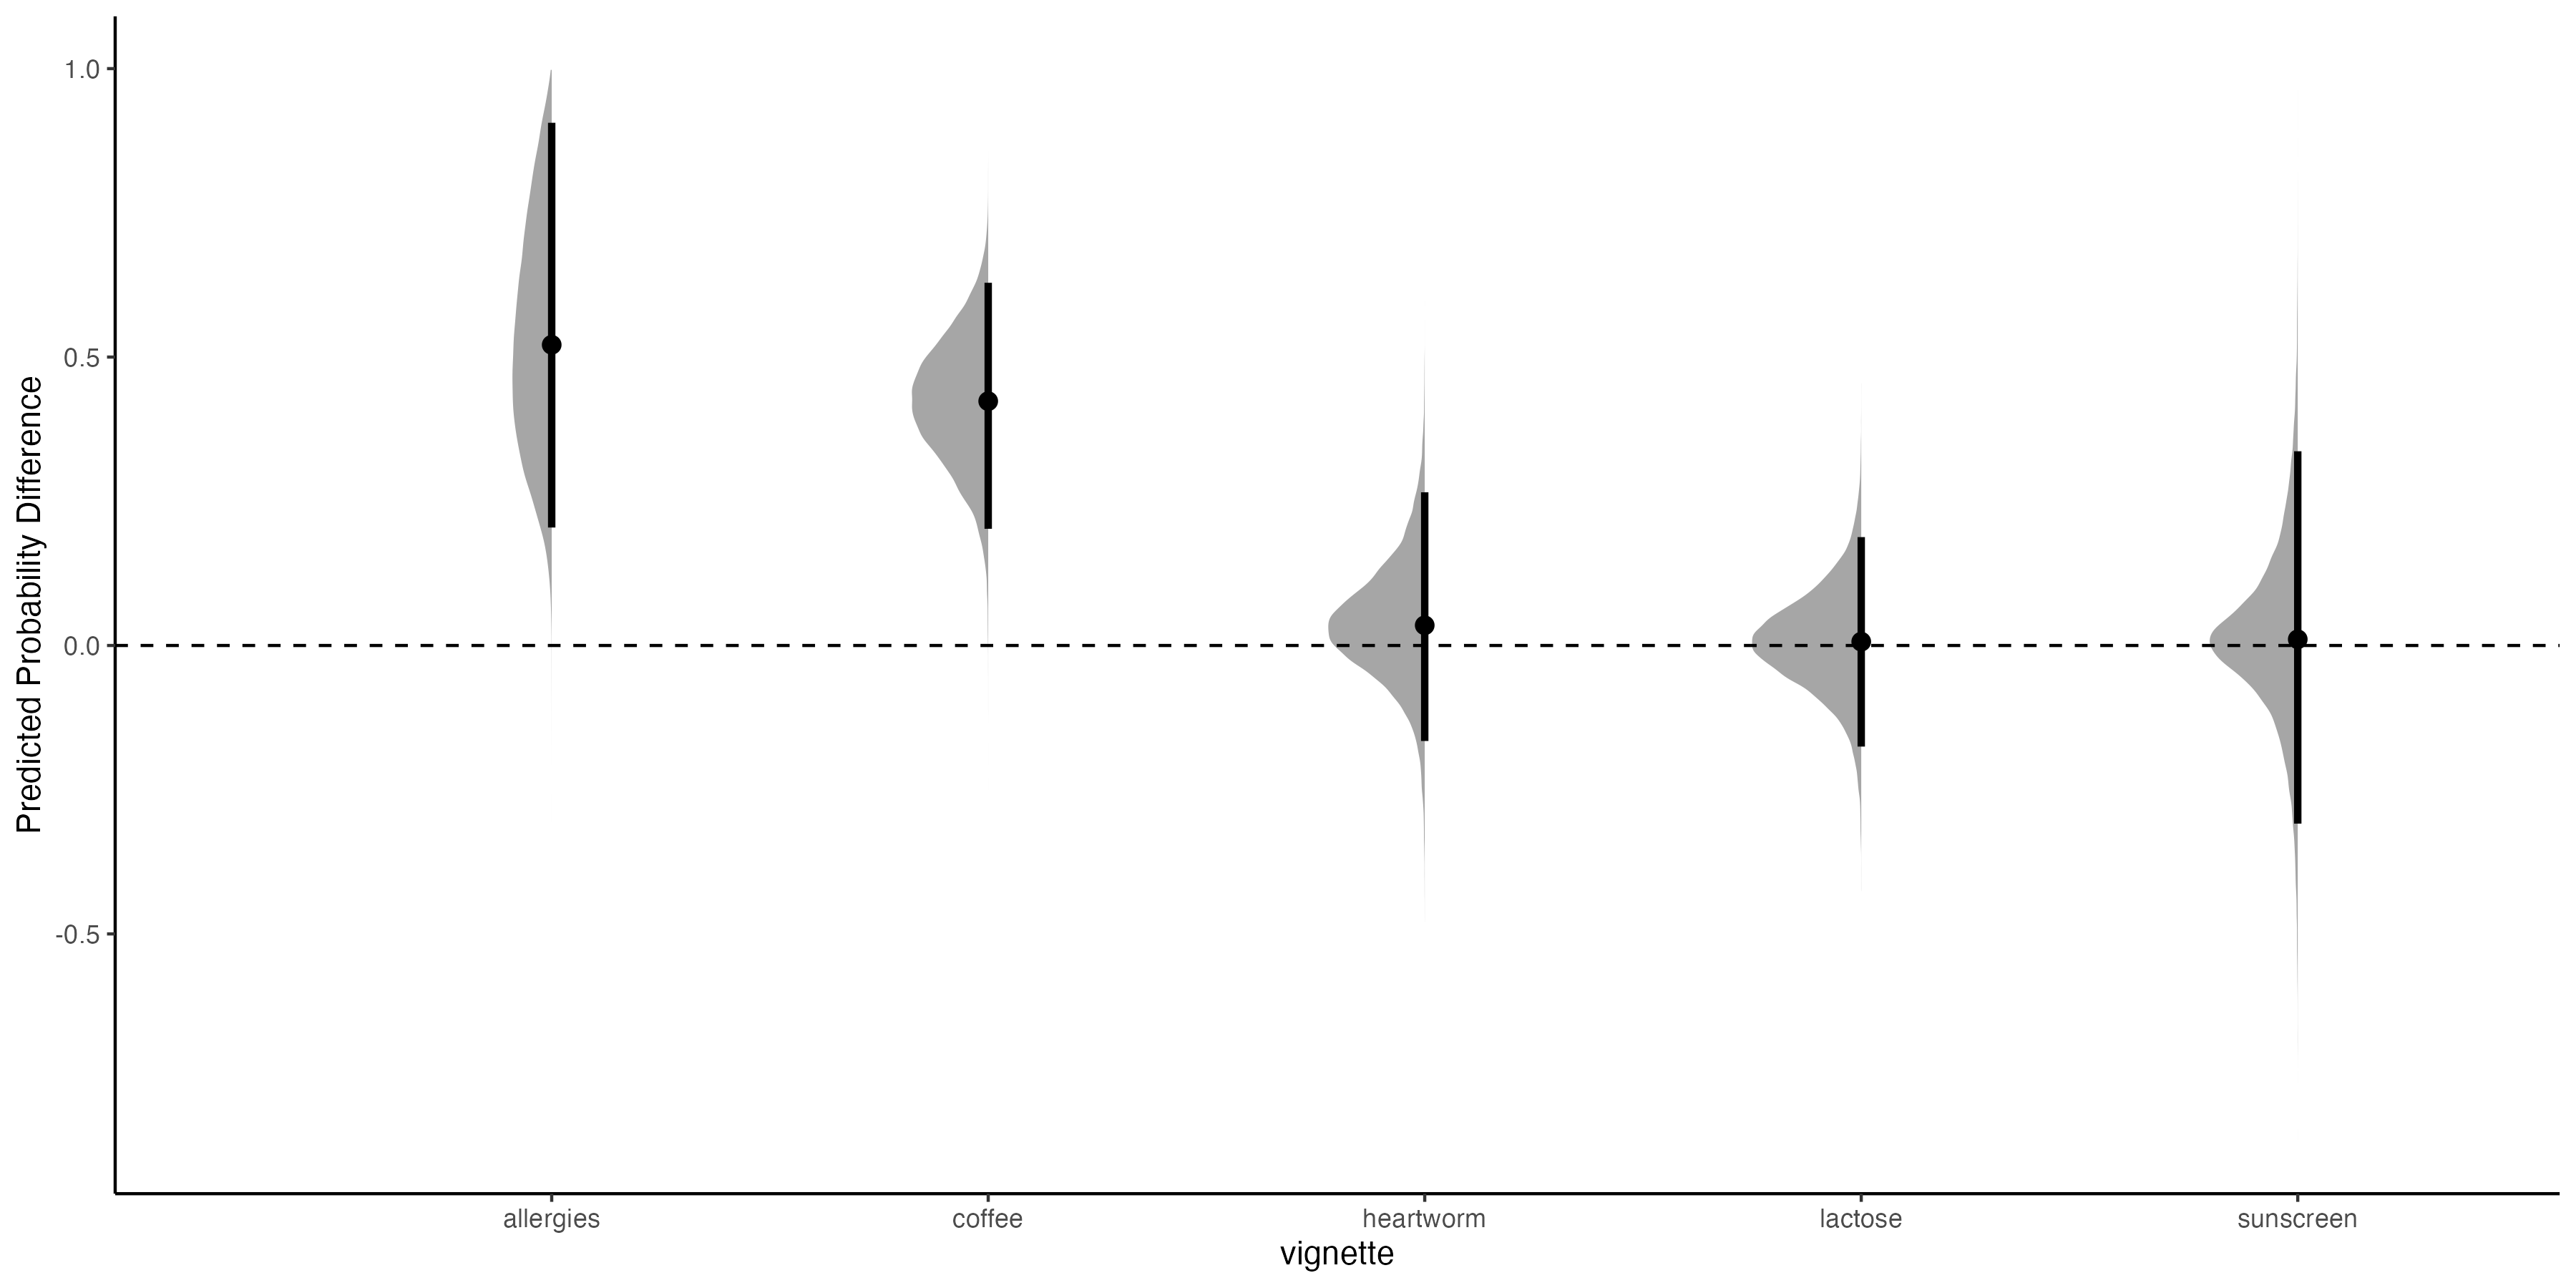 Predicted Probability Difference
1.0
0.5
0.0
-0.5
allergies coffee heartworm lactose sunscreen
vignette